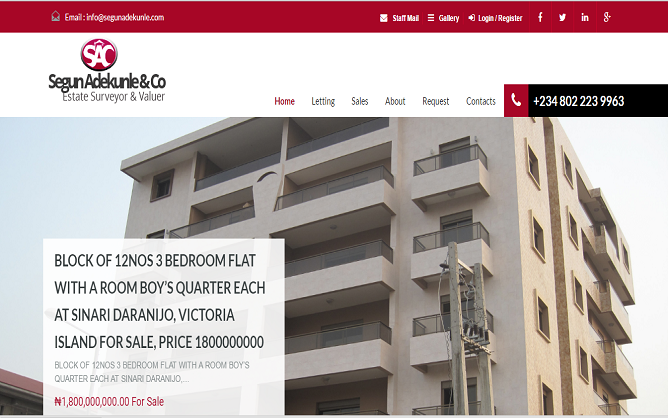 Email : info@segunadekunle.com
Staff Mail Gallery Login / Register
SAC
Segun Adekunle & Co
Estate Surveyor & Valuer
Home Letting Sales About Request Contacts +234 802 223 9963
BLOCK OF 12NOS 3 BEDROOM FLAT
WITH A ROOM BOY'S QUARTER EACH
AT SINARI DARANIJO, VICTORIA
ISLAND FOR SALE, PRICE 1800000000
BLOCK OF 12NOS 3 BEDROOM FLAT WITH A ROOM BOY'S
QUARTER EACH AT SINARI DARANIJO,...
₦1,800,000,000.00 For Sale